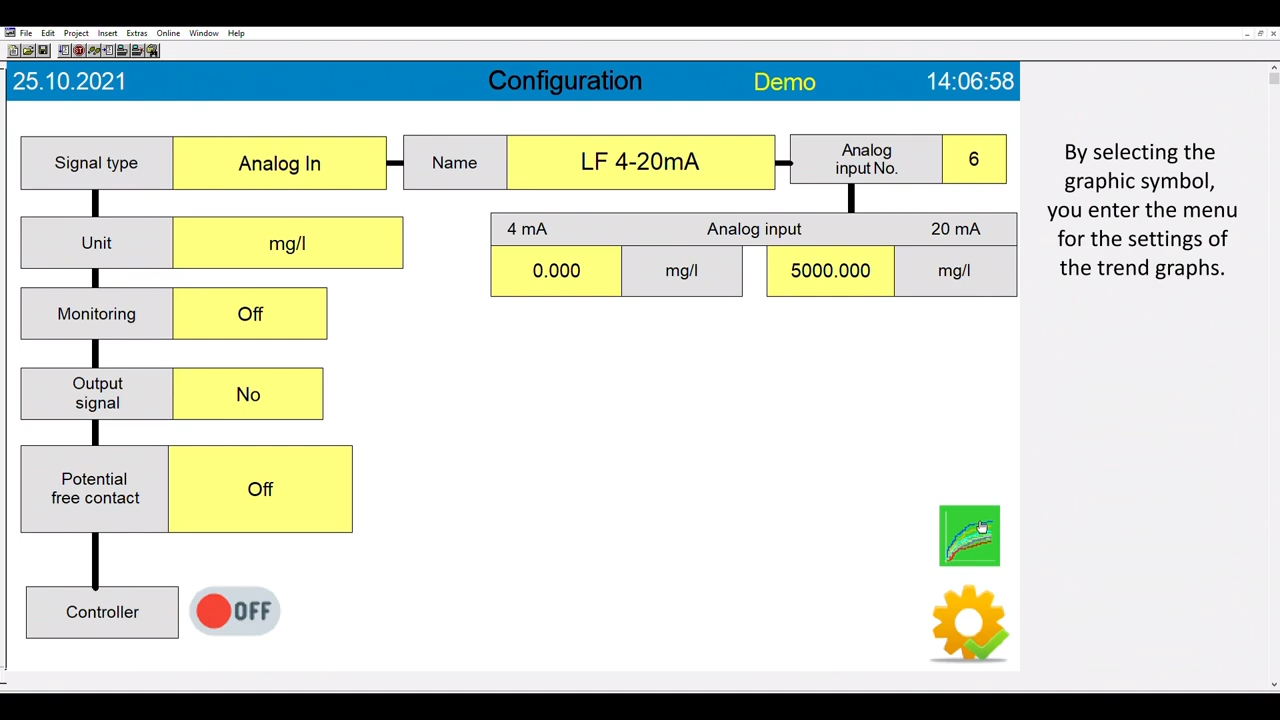 File Edit Project Insert Extras Online Window Help
25.10.2021 Configuration Demo 14:06:58
Signal type Analog In Name LF 4-20mA Analog
input No. 6
Unit mg/l
4 mA Analog input 20 mA
0.000 mg/l 5000.000 mg/l
Monitoring Off
Output
signal No
Potential
free contact Off
Controller OFF
By selecting the
graphic symbol,
you enter the menu
for the settings of
the trend graphs.